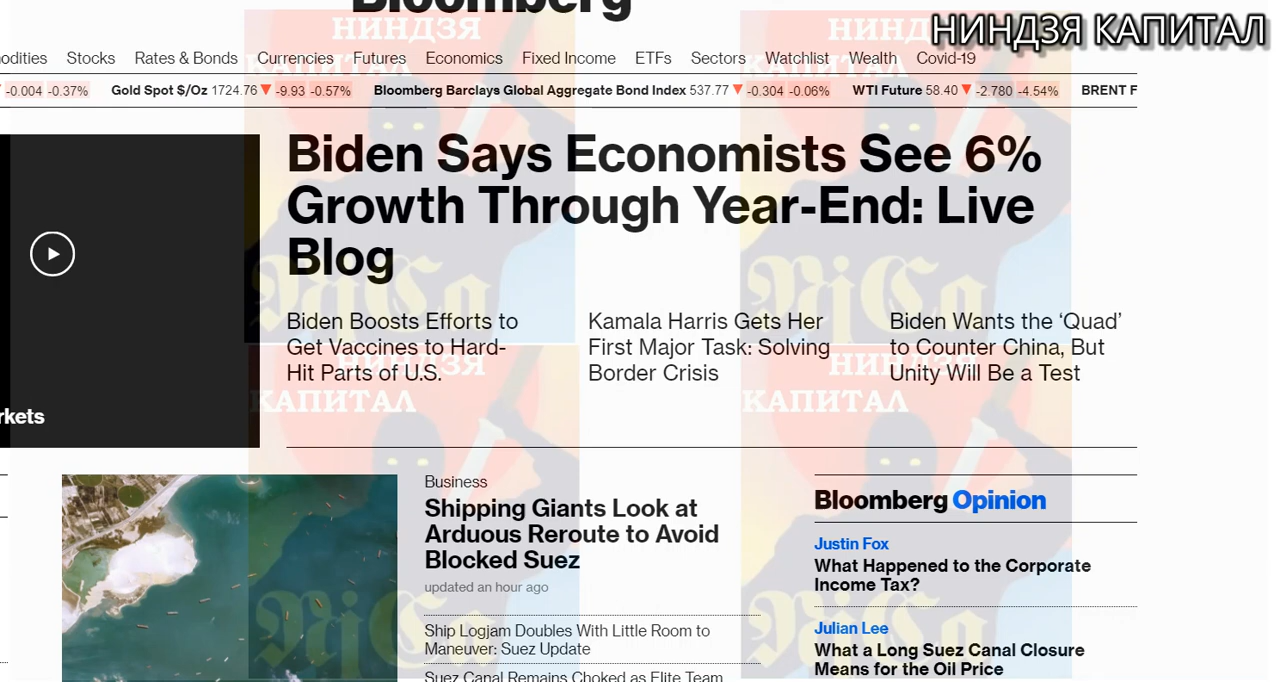 Bloomberg
НИНДЗЯ КАПИТАЛ
НИНДЗЯ
КАПИТАЛ
Stocks Rates & Bonds Currencies Futures Economics Fixed Income ETFs Sectors Watchlist Wealth Covid-19
-0.004 -0.37% Gold Spot $/Oz 1724.76 ▼ -9.93 -0.57% Bloomberg Barclays Global Aggregate Bond Index 537.77 ▼ -0.304 -0.06% WTI Future 58.40 ▼ -2.780 -4.54% BRENT F
Biden Says Economists See 6%
Growth Through Year-End: Live
Blog
NjCa
NjCa
Biden Boosts Efforts to
Get Vaccines to Hard-
Hit Parts of U.S.
Kamala Harris Gets Her
First Major Task: Solving
Border Crisis
Biden Wants the ‘Quad’
to Counter China, But
Unity Will Be a Test
НИНДЗЯ
КАПИТАЛ
НИНДЗЯ
КАПИТАЛ
Business
Shipping Giants Look at
Arduous Reroute to Avoid
Blocked Suez
updated an hour ago
Ship Logjam Doubles With Little Room to
Maneuver: Suez Update
Suez Canal Remains Choked as Elite Team
Bloomberg Opinion
Justin Fox
What Happened to the Corporate
Income Tax?
Julian Lee
What a Long Suez Canal Closure
Means for the Oil Price
NjCa
NjCa